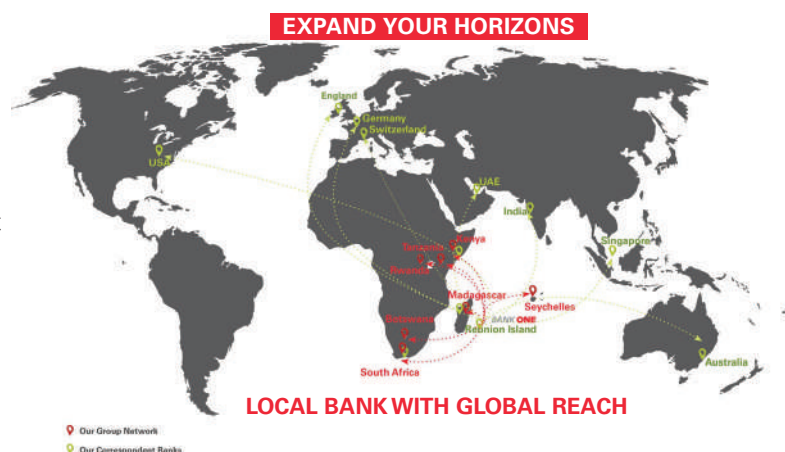 EXPAND YOUR HORIZONS
England
Germany
Switzerland
USA
UAE
India
Singapore
Kenya
Tanzania
Rwanda
Madagascar
Seychelles
BANK ONE
Reunion Island
Botswana
South Africa
Australia
LOCAL BANK WITH GLOBAL REACH
Our Group Network
Our Correspondent Banks